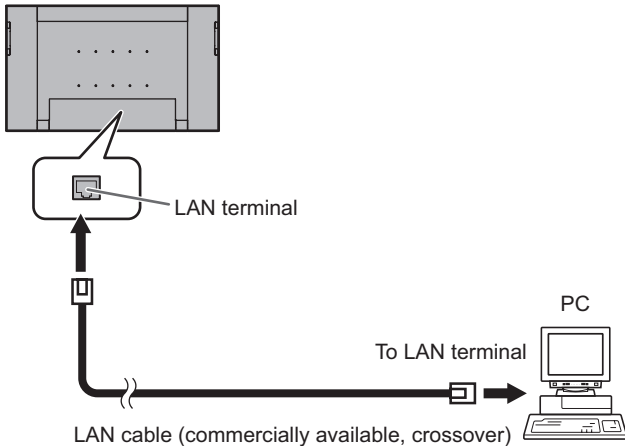 LAN terminal
PC
To LAN terminal
LAN cable (commercially available, crossover)